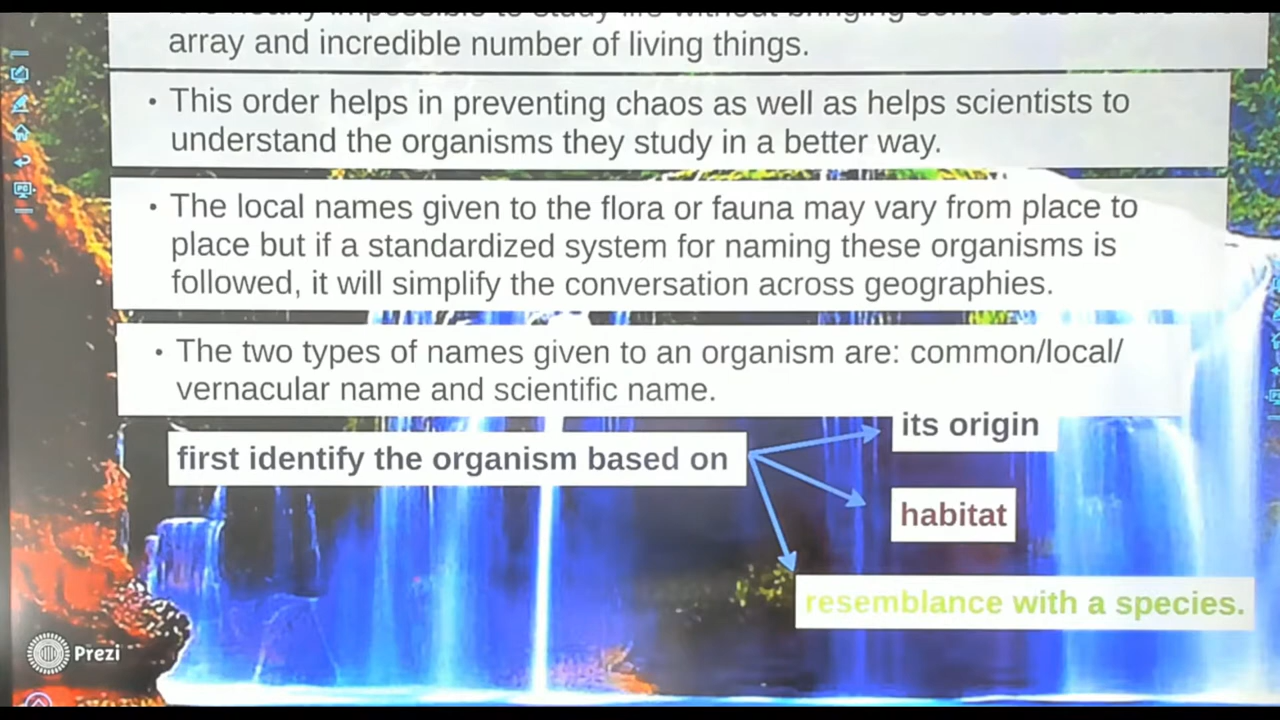 array and incredible number of living things.
• This order helps in preventing chaos as well as helps scientists to
understand the organisms they study in a better way.
• The local names given to the flora or fauna may vary from place to
place but if a standardized system for naming these organisms is
followed, it will simplify the conversation across geographies.
• The two types of names given to an organism are: common/local/
vernacular name and scientific name.
first identify the organism based on
its origin
habitat
resemblance with a species.
Prezi